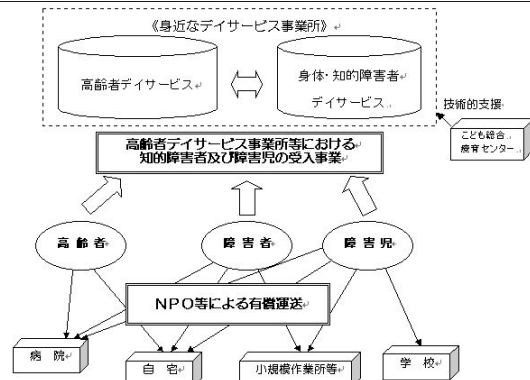 《身近なデイサービス事業所》
高齢者デイサービス
身体・知的障害者
デイサービス
技術的支援
こども総合
療育センター
高齢者デイサービス事業所等における
知的障害者及び障害児の受入事業
高齢者
障害者
障害児
NPO等による有償運送
病院
自宅
小規模作業所等
学校